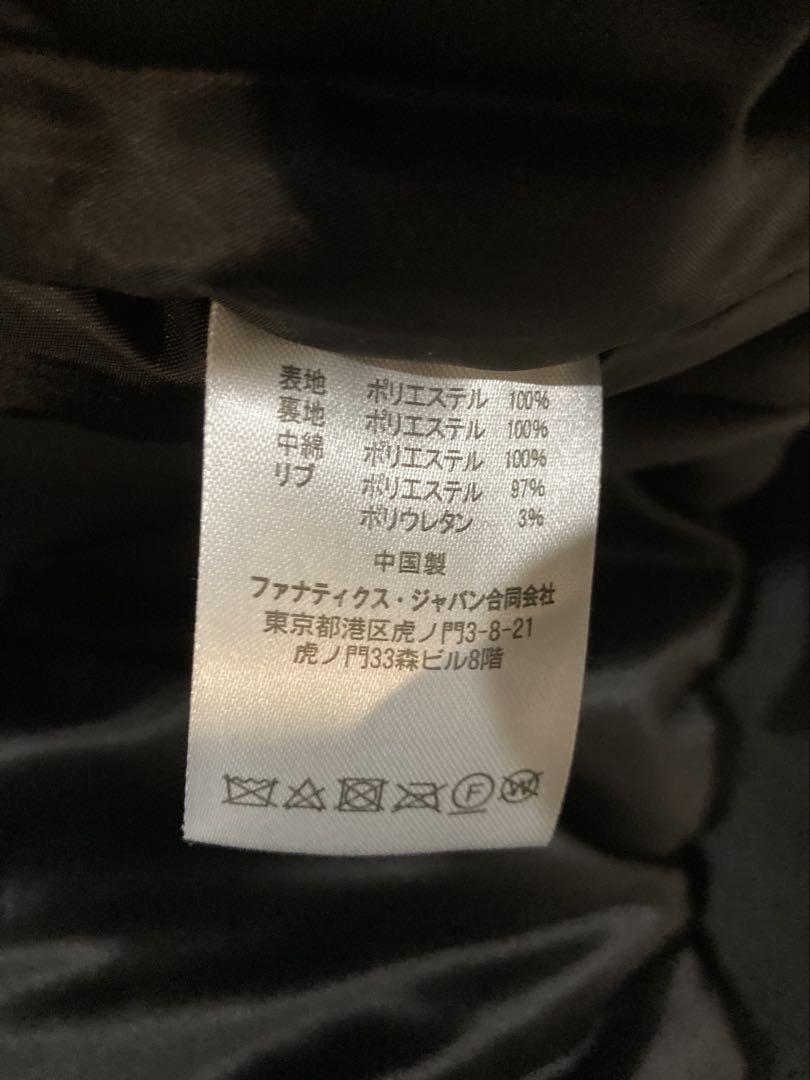 表地 ポリエステル 100%
裏地 ポリエステル 100%
中綿 ポリエステル 100%
リブ ポリエステル 97%
ポリウレタン 3%
中国製
ファナティクス・ジャパン合同会社
東京都港区虎ノ門3-8-21
虎ノ門33森ビル8階
F W